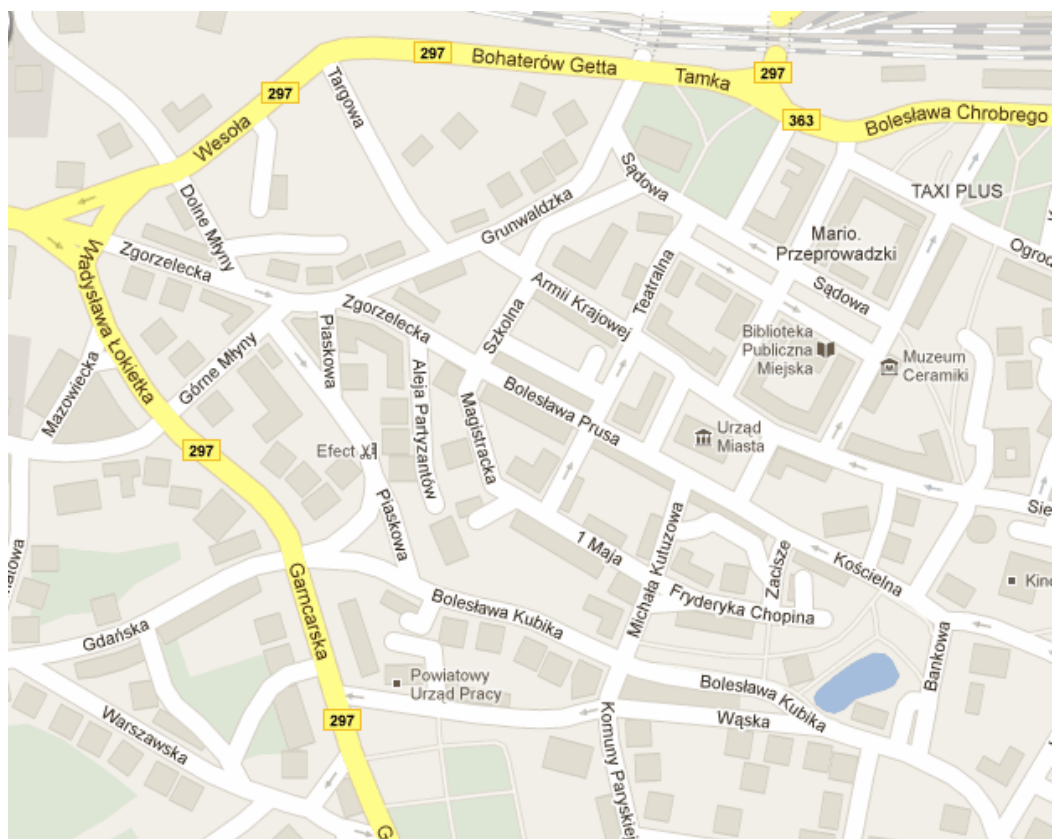 297
Bohaterów Getta
Tamka
297
297
363
Bolesława Chrobrego
Wesoła
Targowa
TAXI PLUS
Sądowa
Dolne Młyny
Grunwaldzka
Mario.
Przeprowadzki
Ogrod
Zgorzelecka
Władysława Łokietka
Zgorzelecka
Armii Krajowej
Teatralna
Sądowa
Piaskowa
Szkolna
Biblioteka
Publiczna
Miejska
Muzeum
Ceramiki
Górne Młyny
Mazowiecka
Aleja Partyzantów
Magistracka
Bolesława Prusa
Urząd
Miasta
297
Efect
Piaskowa
Sie
1 Maja
Michała Kutuzowa
Zacisze
Kościelna
Kino
Garncarska
Fryderyka Chopina
Bolesława Kubika
Gdańska
Bankowa
Powiatowy
Urząd Pracy
Bolesława Kubika
297
Wąska
Warszawska
Komuny Paryskiej
G